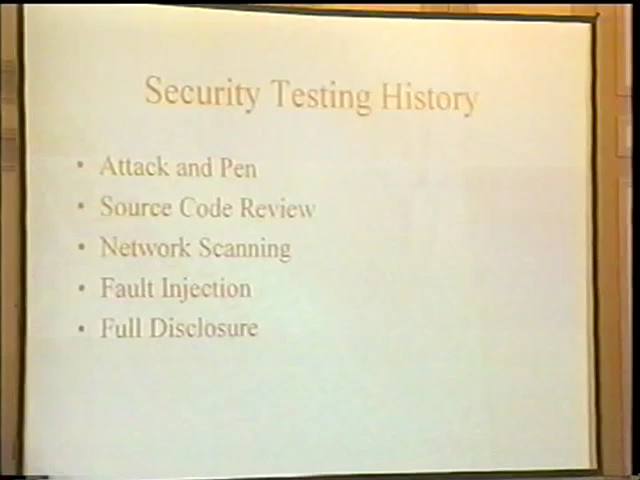 Security Testing History
• Attack and Pen
• Source Code Review
• Network Scanning
• Fault Injection
• Full Disclosure